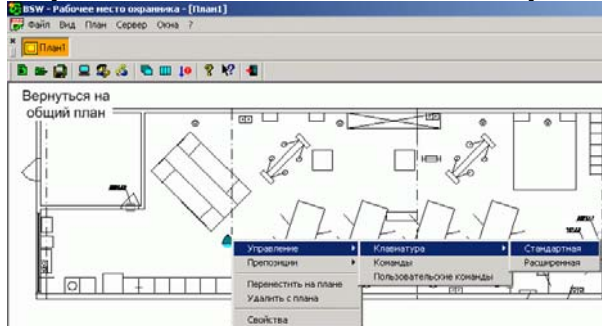 BSW - Рабочее место охранника - [План1]
Файл Вид План Сервер Окна ?
План1
Вернуться на
общий план
Управление
Препозиции
Переместить на плане
Удалить с плана
Свойства
Клавиатура
Команды
Пользовательские команды
Стандартная
Расширенная